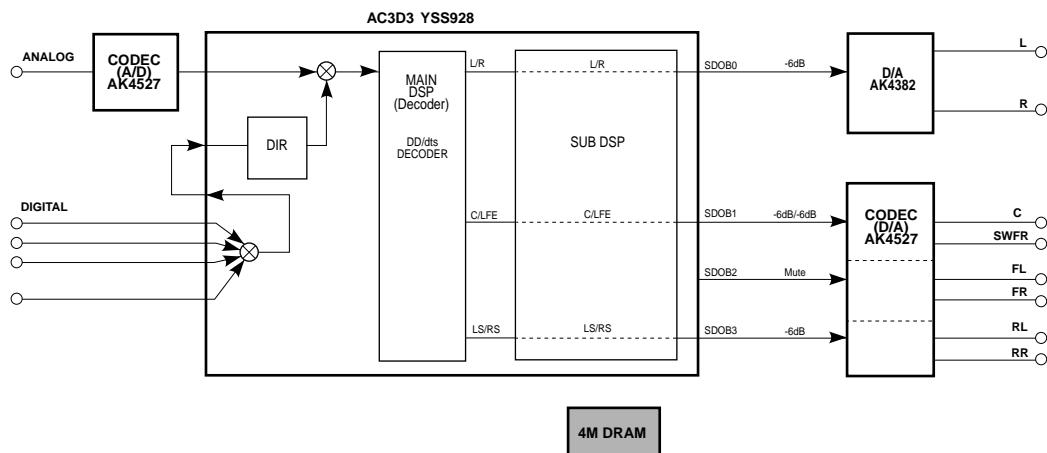 AC3D3 YSS928
ANALOG
CODEC
(A/D)
AK4527
DIR
MAIN
DSP
(Decoder)
DD/dts
DECODER
L/R
L/R
SUB DSP
SDOB0
-6dB
D/A
AK4382
L
R
DIGITAL
C/LFE
C/LFE
SDOB1
-6dB/-6dB
CODEC
(D/A)
AK4527
C
SWFR
SDOB2
Mute
FL
FR
LS/RS
LS/RS
SDOB3
-6dB
RL
RR
4M DRAM